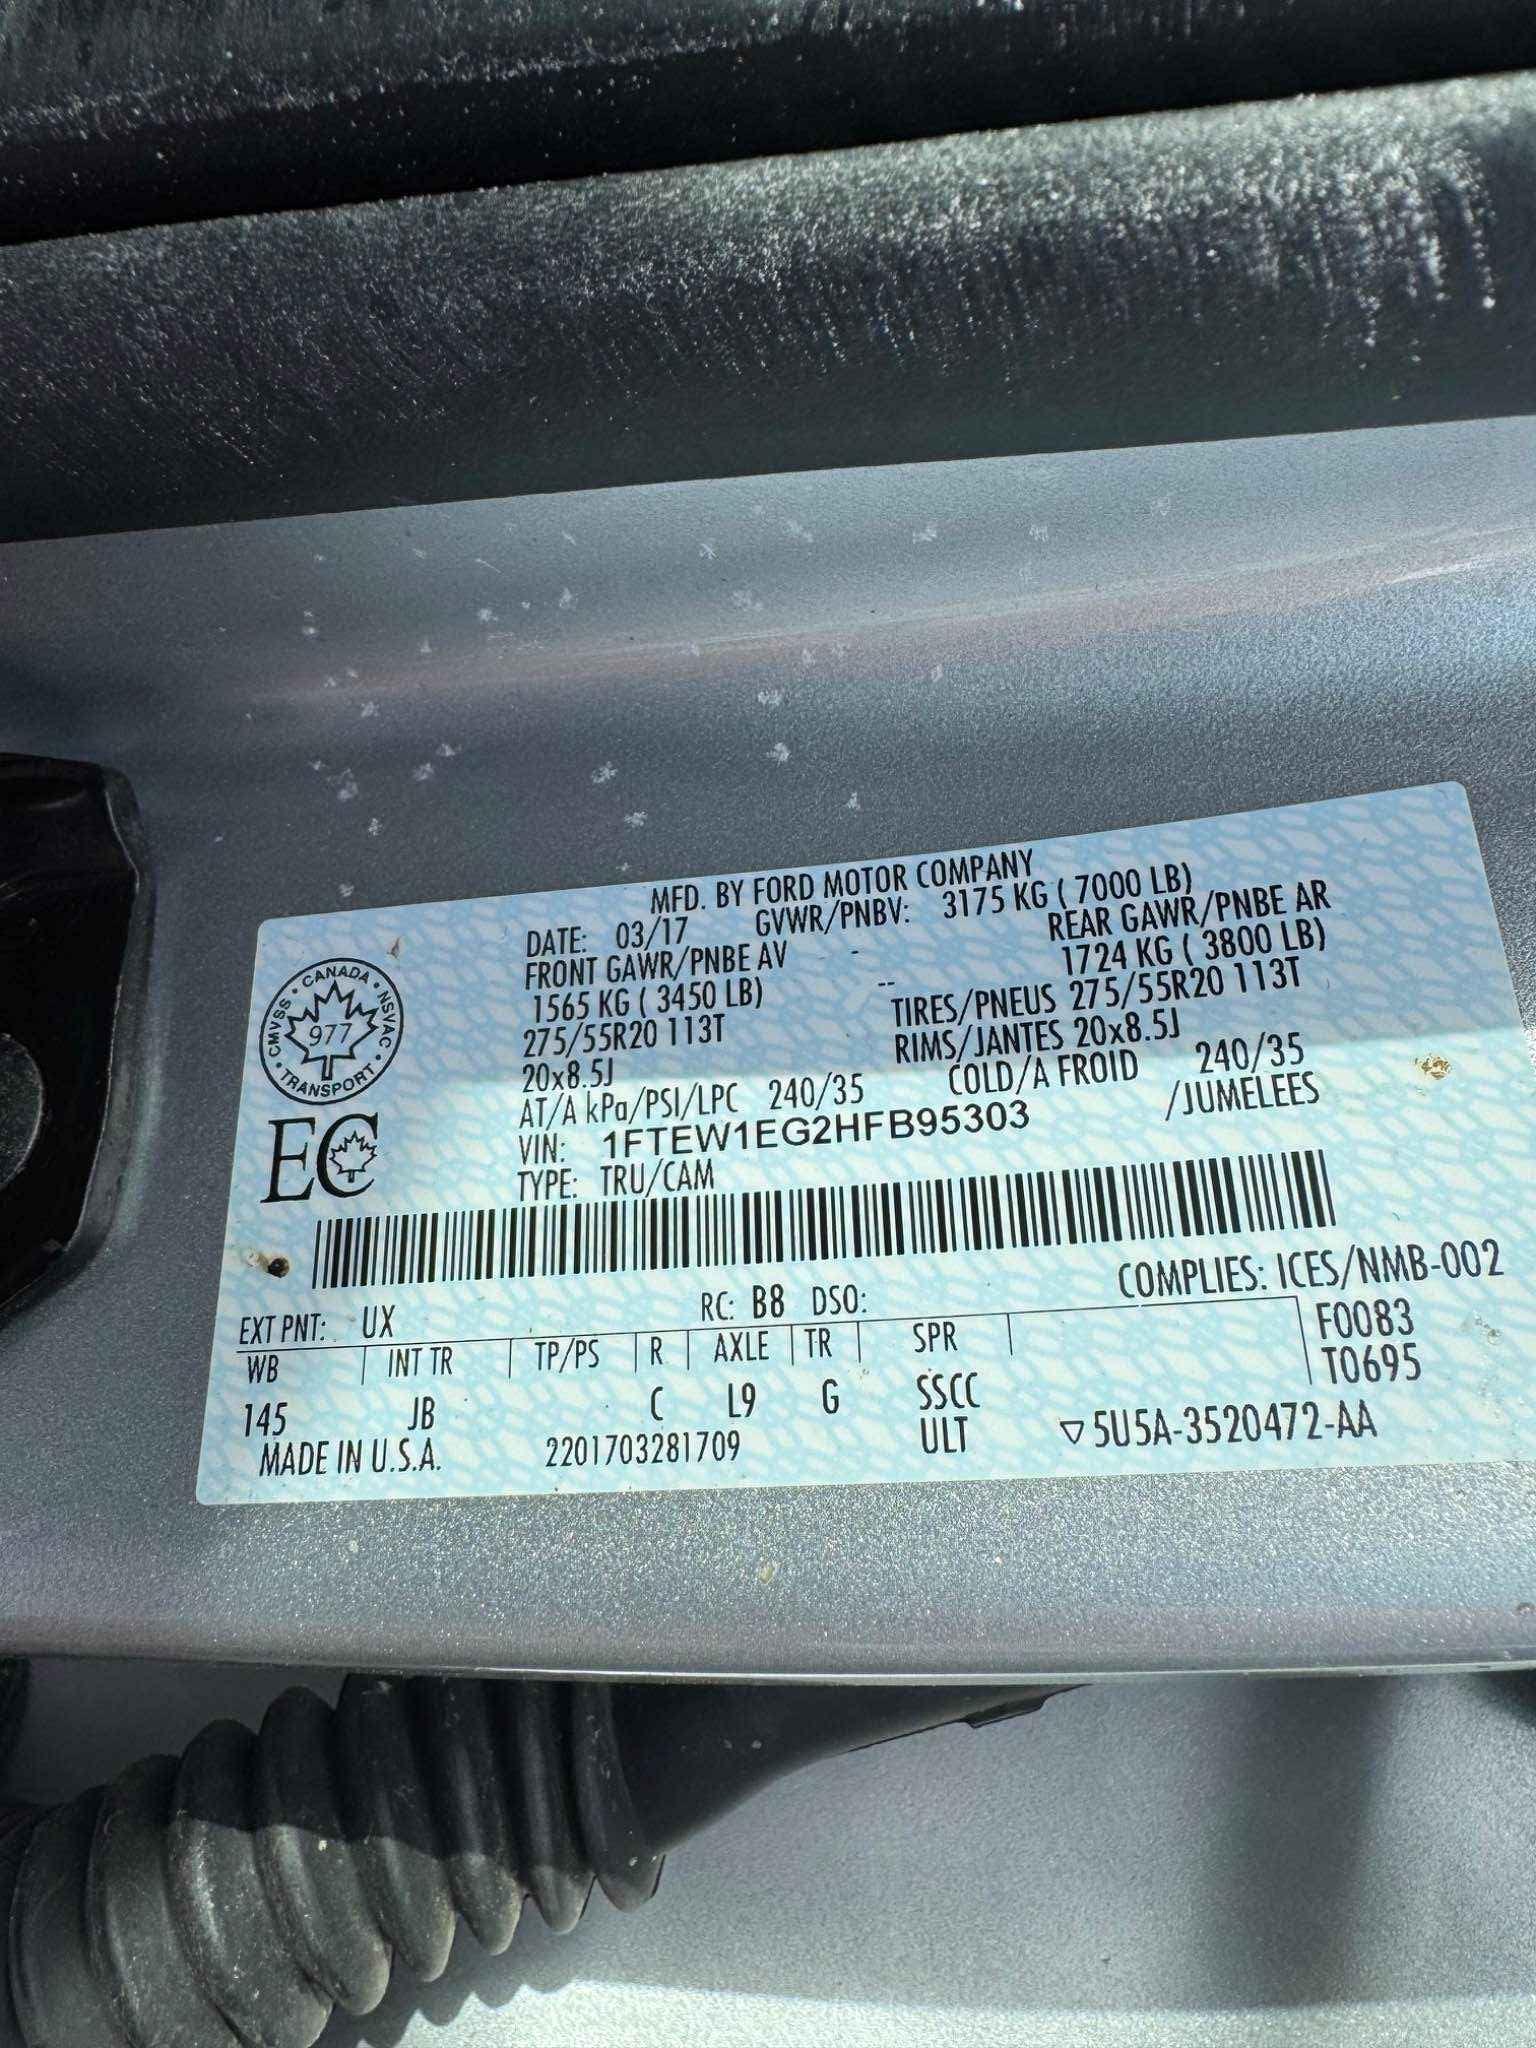 MFD. BY FORD MOTOR COMPANY
DATE: 03/17 GVWR/PNBV: 3175 KG ( 7000 LB)
FRONT GAWR/PNBE AV - REAR GAWR/PNBE AR
1565 KG ( 3450 LB) -- 1724 KG ( 3800 LB)
275/55R20 113T TIRES/PNEUS 275/55R20 113T
20x8.5J RIMS/JANTES 20x8.5J
AT/A kPa/PSI/LPC 240/35 COLD/A FROID 240/35
VIN: 1FTEW1EG2HFB95303 /JUMELEES
TYPE: TRU/CAM
CANADA
CMVSS
NSVAC
977
TRANSPORT
EC
COMPLIES: ICES/NMB-002
EXT PNT: UX RC: B8 DSO: F0083
WB INT TR TP/PS R AXLE TR SPR T0695
145 JB C L9 G SSCC
MADE IN U.S.A. 2201703281709 ULT ▽5U5A-3520472-AA